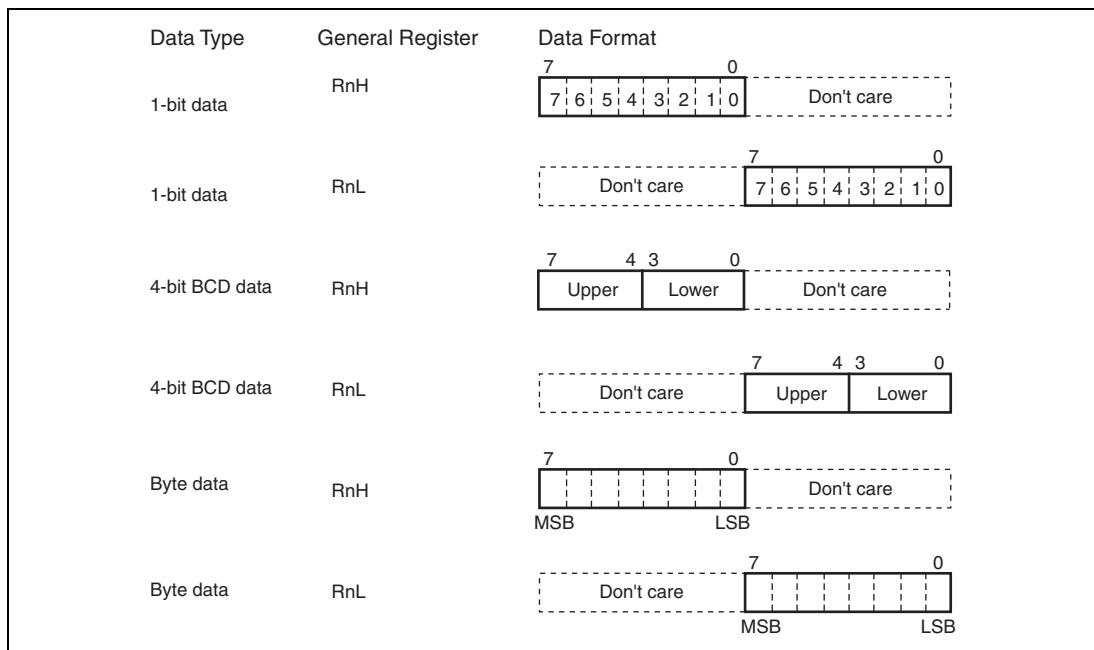 Data Type General Register Data Format
7 0
1-bit data RnH 7 6 5 4 3 2 1 0 Don't care
7 0
1-bit data RnL Don't care 7 6 5 4 3 2 1 0
7 4 3 0
4-bit BCD data RnH Upper Lower Don't care
7 4 3 0
4-bit BCD data RnL Don't care Upper Lower
7 0
Byte data RnH Don't care
MSB LSB
7 0
Byte data RnL Don't care
MSB LSB